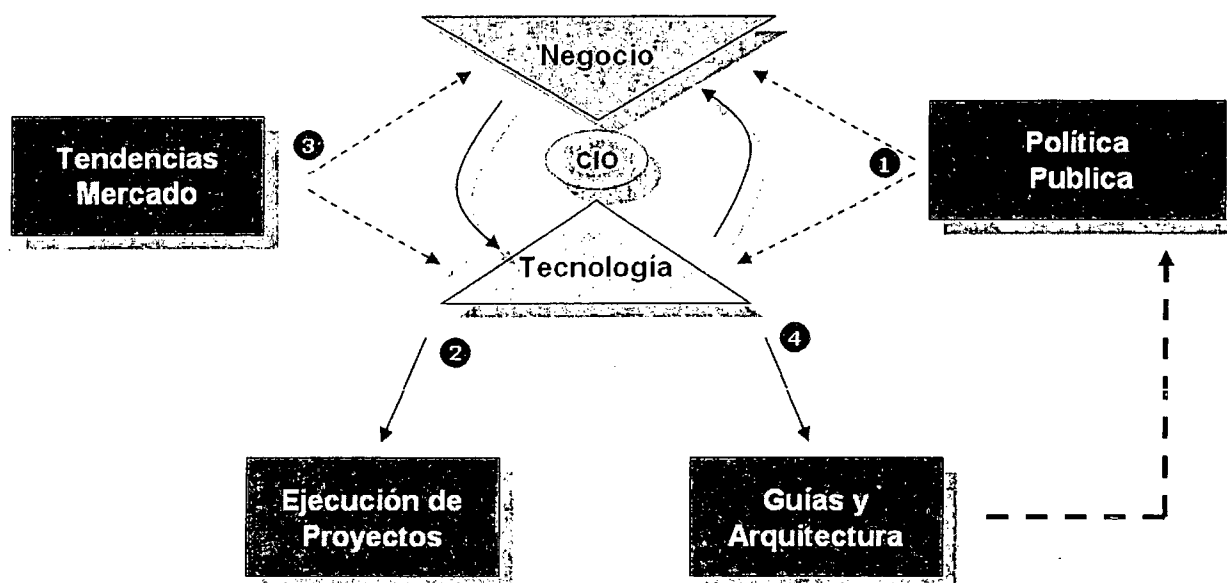 Negocio
Tendencias
Mercado
3
CIO
1
Política
Publica
Tecnología
2
4
Ejecución de
Proyectos
Guías y
Arquitectura